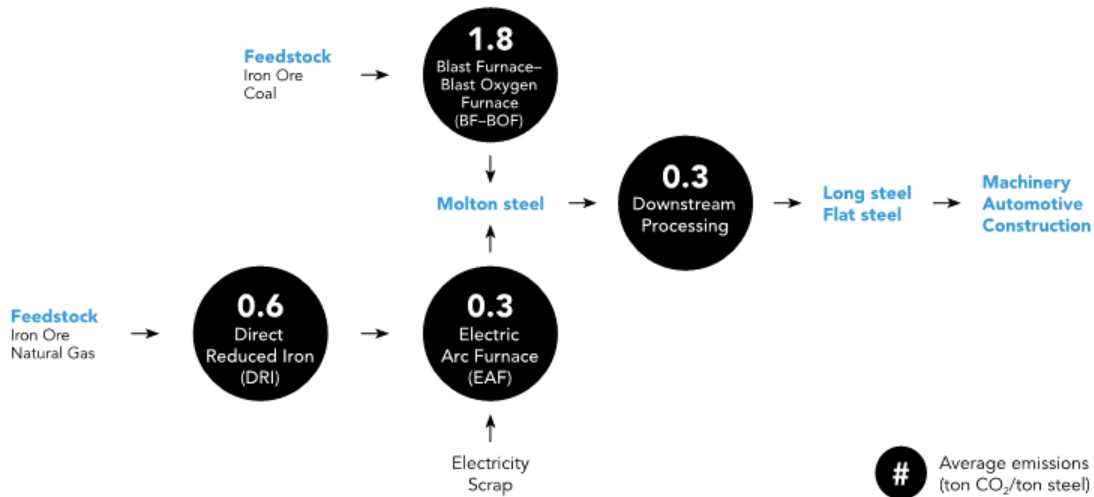 1.8
Blast Furnace–
Blast Oxygen
Furnace
(BF–BOF)
Feedstock
Iron Ore
Coal
Molton steel
0.3
Downstream
Processing
Long steel
Flat steel
Machinery
Automotive
Construction
Feedstock
Iron Ore
Natural Gas
0.6
Direct
Reduced Iron
(DRI)
0.3
Electric
Arc Furnace
(EAF)
Electricity
Scrap
#
Average emissions
(ton CO₂/ton steel)